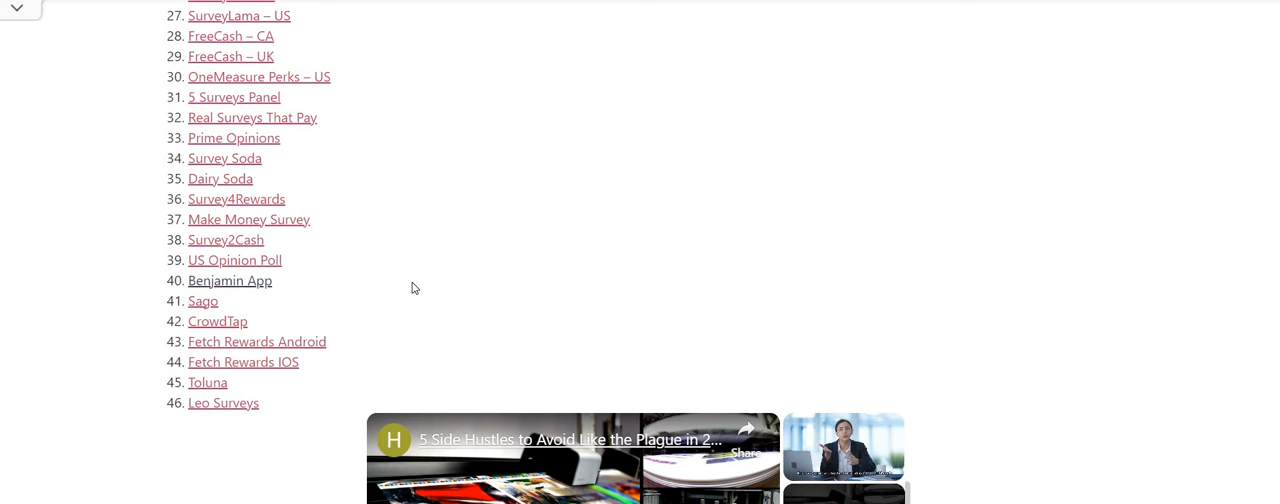 27. SurveyLama – US
28. FreeCash – CA
29. FreeCash – UK
30. OneMeasure Perks – US
31. 5 Surveys Panel
32. Real Surveys That Pay
33. Prime Opinions
34. Survey Soda
35. Dairy Soda
36. Survey4Rewards
37. Make Money Survey
38. Survey2Cash
39. US Opinion Poll
40. Benjamin App
41. Sago
42. CrowdTap
43. Fetch Rewards Android
44. Fetch Rewards IOS
45. Toluna
46. Leo Surveys
H 5 Side Hustles to Avoid Like the Plague in 2...
Share